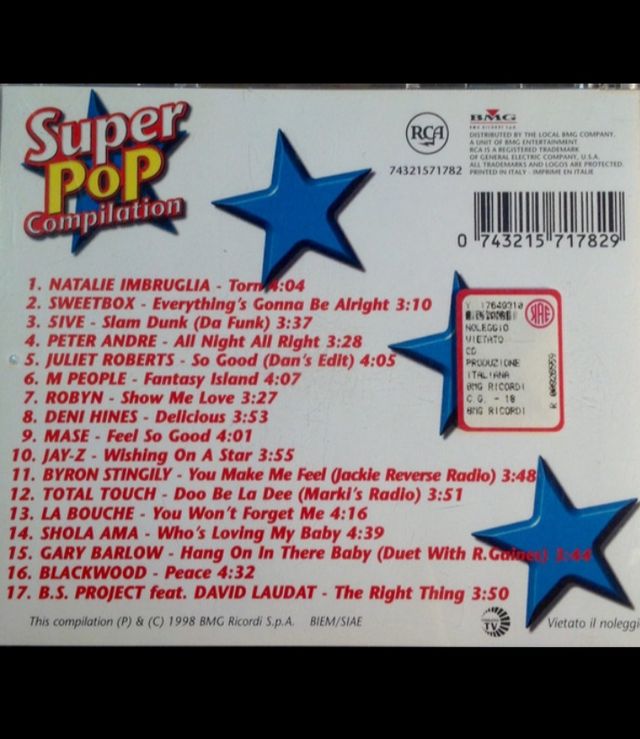 Super
PoP
Compilation
RCA
74321571782
BMG
BMG RICORDI S.p.A.
DISTRIBUTED BY THE LOCAL BMG COMPANY.
A UNIT OF BMG ENTERTAINMENT
RCA IS A REGISTERED TRADEMARK
OF GENERAL ELECTRIC COMPANY, U.S.A.
ALL TRADEMARKS AND LOGOS ARE PROTECTED.
PRINTED IN ITALY - IMPRIME EN ITALIE
0 743215 717829
1. NATALIE IMBRUGLIA - Torn 4:04
2. SWEETBOX - Everything's Gonna Be Alright 3:10
3. 5IVE - Slam Dunk (Da Funk) 3:37
4. PETER ANDRE - All Night All Right 3:28
5. JULIET ROBERTS - So Good (Dan's Edit) 4:05
6. M PEOPLE - Fantasy Island 4:07
7. ROBYN - Show Me Love 3:27
8. DENI HINES - Delicious 3:53
9. MASE - Feel So Good 4:01
10. JAY-Z - Wishing On A Star 3:55
11. BYRON STINGILY - You Make Me Feel (Jackie Reverse Radio) 3:48
12. TOTAL TOUCH - Doo Be La Dee (Marki's Radio) 3:51
13. LA BOUCHE - You Won't Forget Me 4:16
14. SHOLA AMA - Who's Loving My Baby 4:39
15. GARY BARLOW - Hang On In There Baby (Duet With R.Gaines) 3:44
16. BLACKWOOD - Peace 4:32
17. B.S. PROJECT feat. DAVID LAUDAT - The Right Thing 3:50
NOLEGGIO
VIETATO
CD
PRODUZIONE
ITALIANA
BMG RICORDI
C.G. - 18
BMG RICORDI
This compilation (P) & (C) 1998 BMG Ricordi S.p.A. BIEM/SIAE
TV
Vietato il noleggi